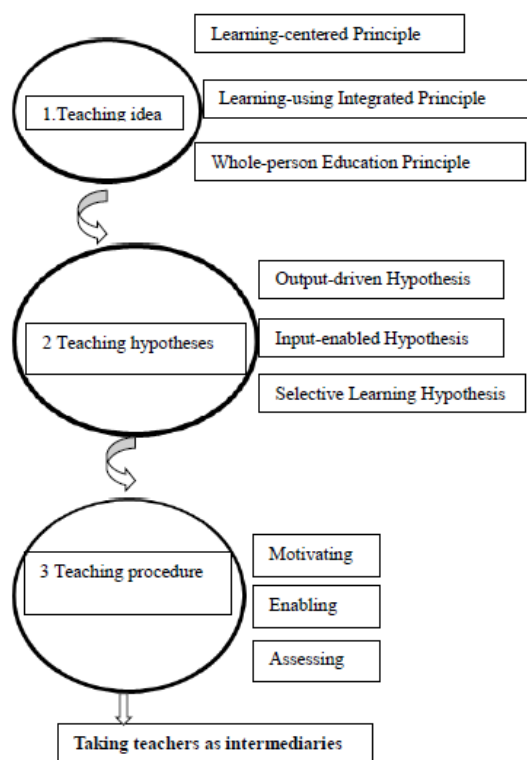 Learning-centered Principle
1.Teaching idea
Learning-using Integrated Principle
Whole-person Education Principle
Output-driven Hypothesis
2 Teaching hypotheses
Input-enabled Hypothesis
Selective Learning Hypothesis
3 Teaching procedure
Motivating
Enabling
Assessing
Taking teachers as intermediaries